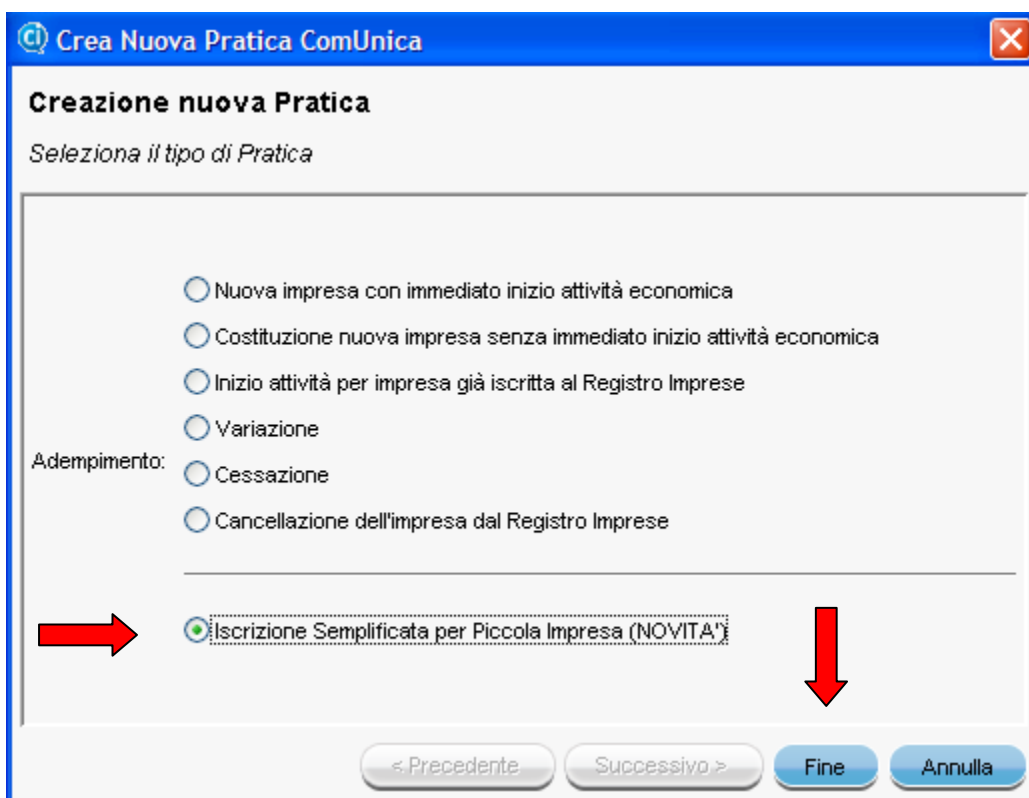 Ci Crea Nuova Pratica ComUnica
Creazione nuova Pratica
Seleziona il tipo di Pratica
Adempimento:
Nuova impresa con immediato inizio attività economica
Costituzione nuova impresa senza immediato inizio attività economica
Inizio attività per impresa già iscritta al Registro Imprese
Variazione
Cessazione
Cancellazione dell'impresa dal Registro Imprese
Iscrizione Semplificata per Piccola Impresa (NOVITA')
< Precedente
Successivo >
Fine
Annulla